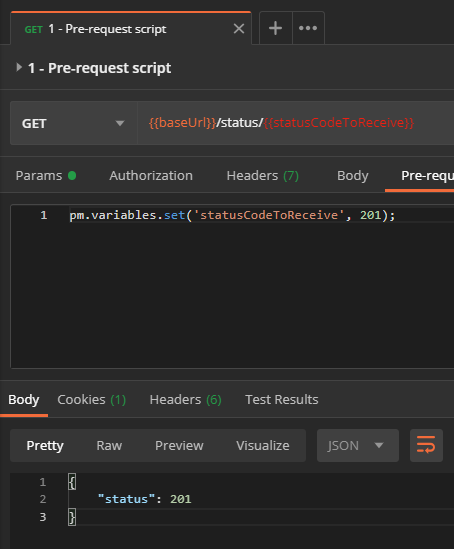 GET 1 - Pre-request script
1 - Pre-request script
GET {{baseUrl}}/status/{{statusCodeToReceive}}
Params Authorization Headers (7) Body Pre-requ
1 pm.variables.set('statusCodeToReceive', 201);
Body Cookies (1) Headers (6) Test Results
Pretty Raw Preview Visualize JSON
1 {
2 "status": 201
3 }